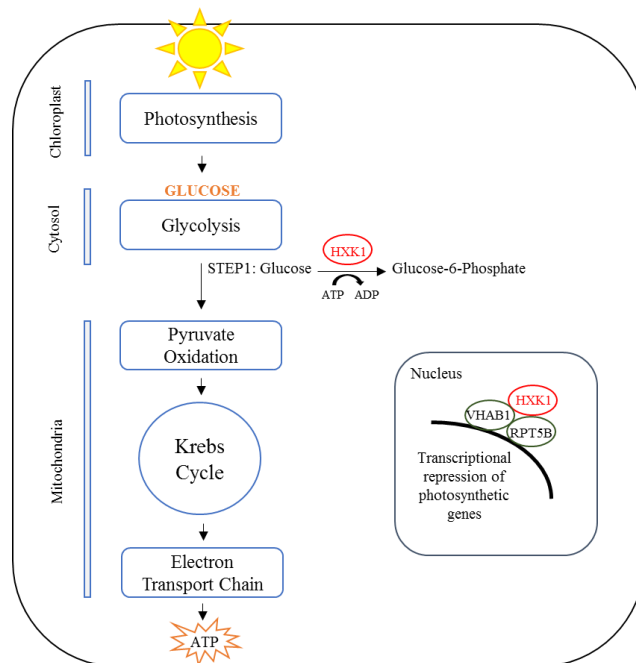 Chloroplast
Photosynthesis
GLUCOSE
Cytosol
Glycolysis
STEP1: Glucose
HXK1
ATP
ADP
Glucose-6-Phosphate
Mitochondria
Pyruvate
Oxidation
Krebs
Cycle
Electron
Transport Chain
ATP
Nucleus
HXK1
VHAB1
RPT5B
Transcriptional
repression of
photosynthetic
genes